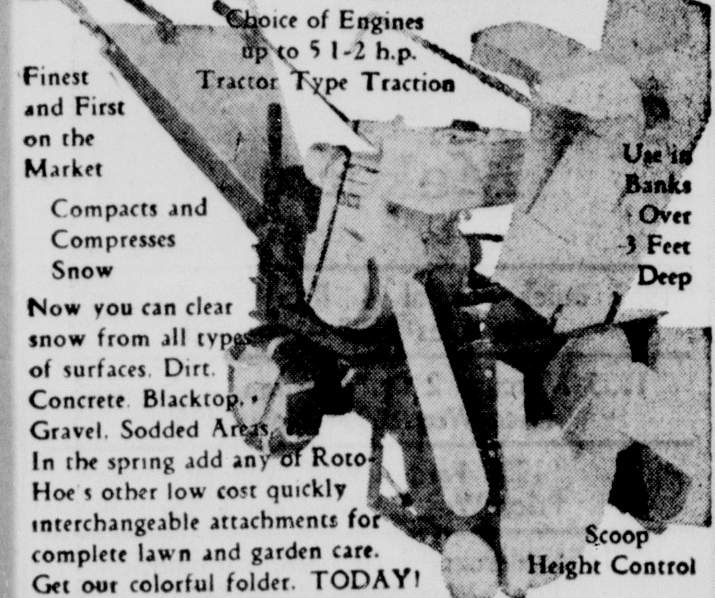 Choice of Engines
up to 5 1-2 h.p.
Tractor Type Traction
Finest
and First
on the
Market
Compacts and
Compresses
Snow
Use in
Banks
Over
3 Feet
Deep
Now you can clear
snow from all types
of surfaces. Dirt.
Concrete. Blacktop.
Gravel. Sodded Areas.
In the spring add any of Roto-
Hoe's other low cost quickly
interchangeable attachments for
complete lawn and garden care.
Get our colorful folder. TODAY!
Scoop
Height Control